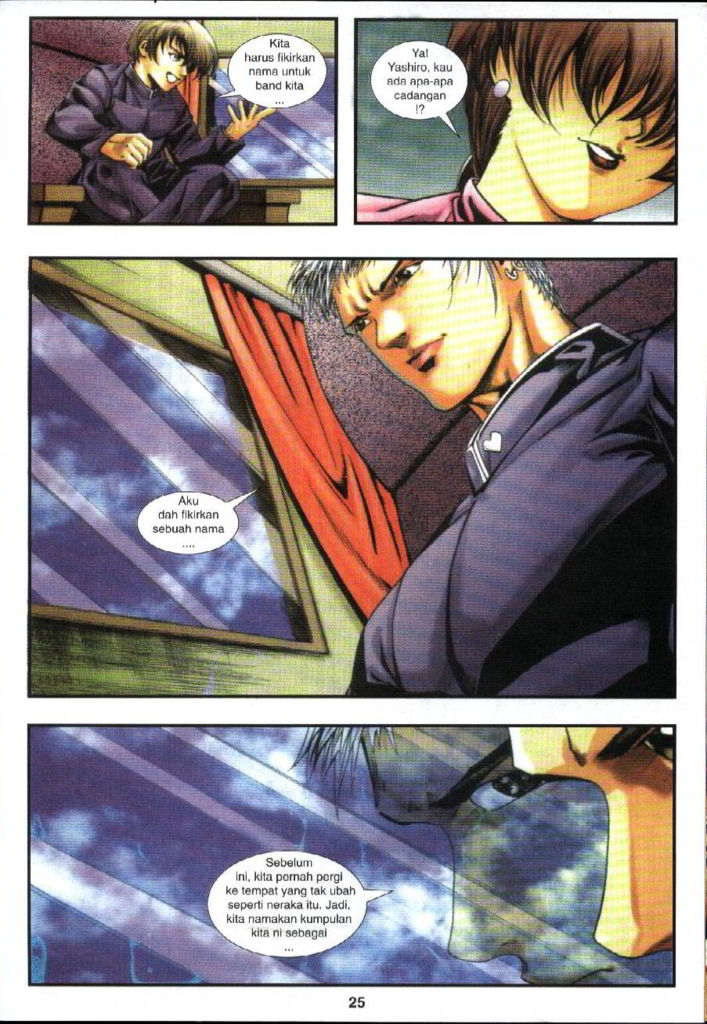 Kita
harus fikirkan
nama untuk
band kita
...
Ya!
Yashiro, kau
ada apa-apa
cadangan
!?
Aku
dah fikirkan
sebuah nama
....
Sebelum
ini, kita pernah pergi
ke tempat yang tak ubah
seperti neraka itu. Jadi,
kita namakan kumpulan
kita ni sebagai
...
25